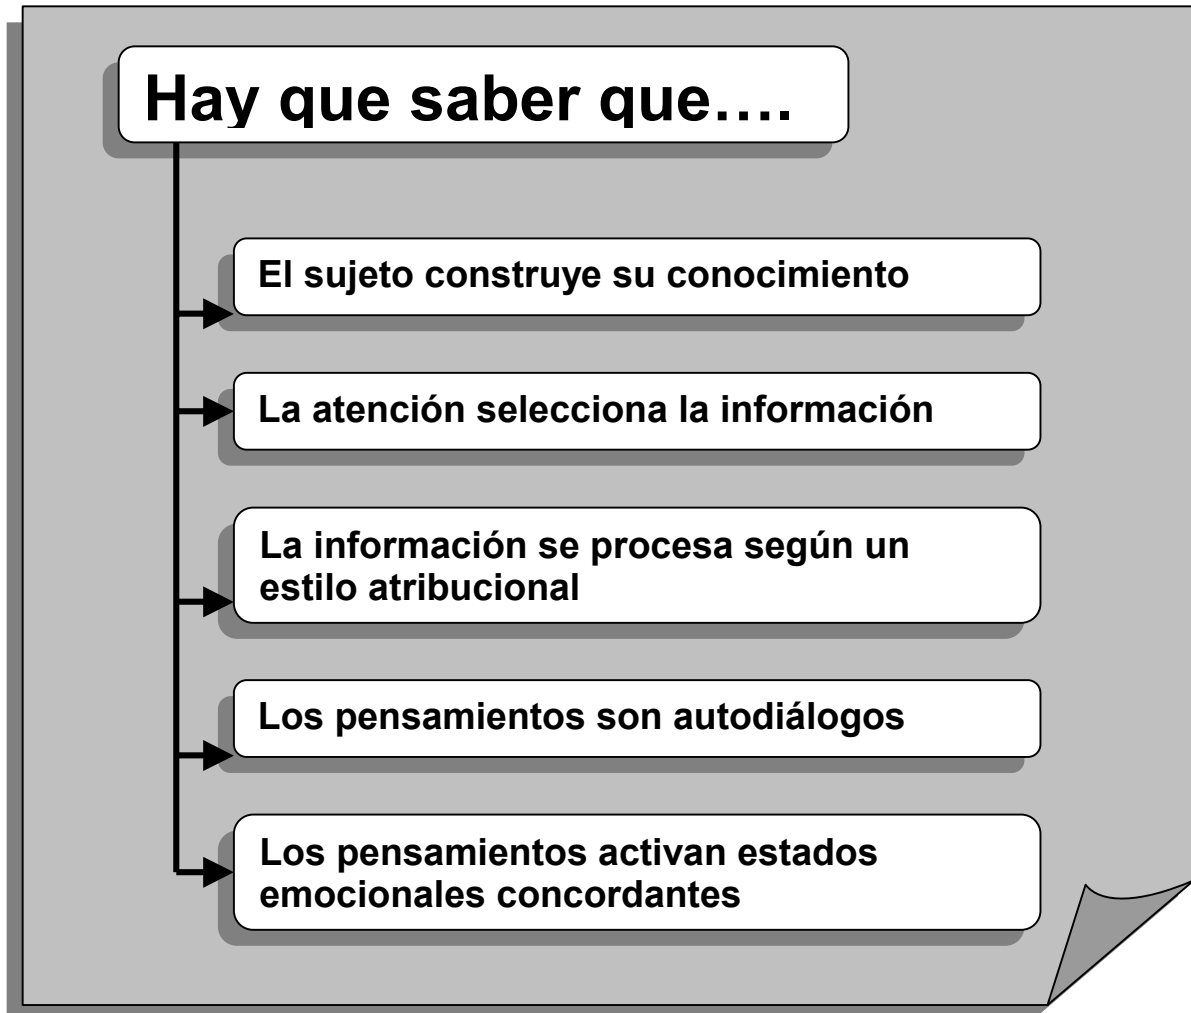 Hay que saber que….
El sujeto construye su conocimiento
La atención selecciona la información
La información se procesa según un
estilo atribucional
Los pensamientos son autodiálogos
Los pensamientos activan estados
emocionales concordantes